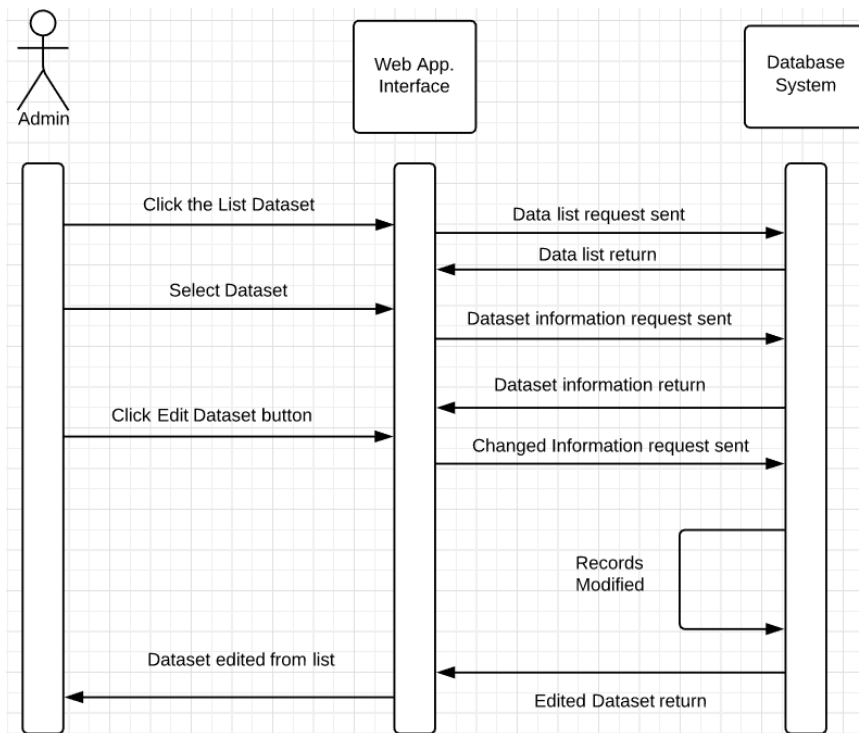 Admin
Web App.
Interface
Database
System
Click the List Dataset
Data list request sent
Data list return
Select Dataset
Dataset information request sent
Dataset information return
Click Edit Dataset button
Changed Information request sent
Records
Modified
Dataset edited from list
Edited Dataset return